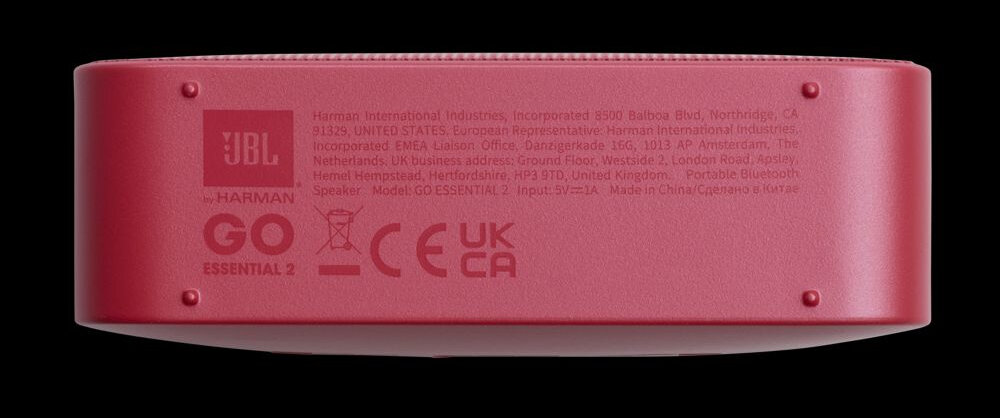 JBL
by HARMAN
GO
ESSENTIAL 2
Harman International Industries, Incorporated 8500 Balboa Blvd, Northridge, CA
91329, UNITED STATES. European Representative: Harman International Industries,
Incorporated EMEA Liaison Office, Danzigerkade 16G, 1013 AP Amsterdam, The
Netherlands. UK business address: Ground Floor, Westside 2, London Road, Apsley,
Hemel Hempstead, Hertfordshire, HP3 9TD, United Kingdom. Portable Bluetooth
Speaker Model: GO ESSENTIAL 2 Input: 5V⎓1A Made in China/Сделано в Китае
CE
UK
CA